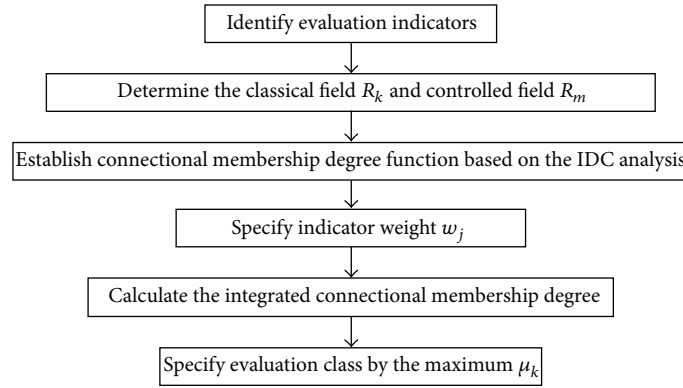 Identify evaluation indicators
Determine the classical field R_k and controlled field R_m
Establish connectional membership degree function based on the IDC analysis
Specify indicator weight w_j
Calculate the integrated connectional membership degree
Specify evaluation class by the maximum μ_k